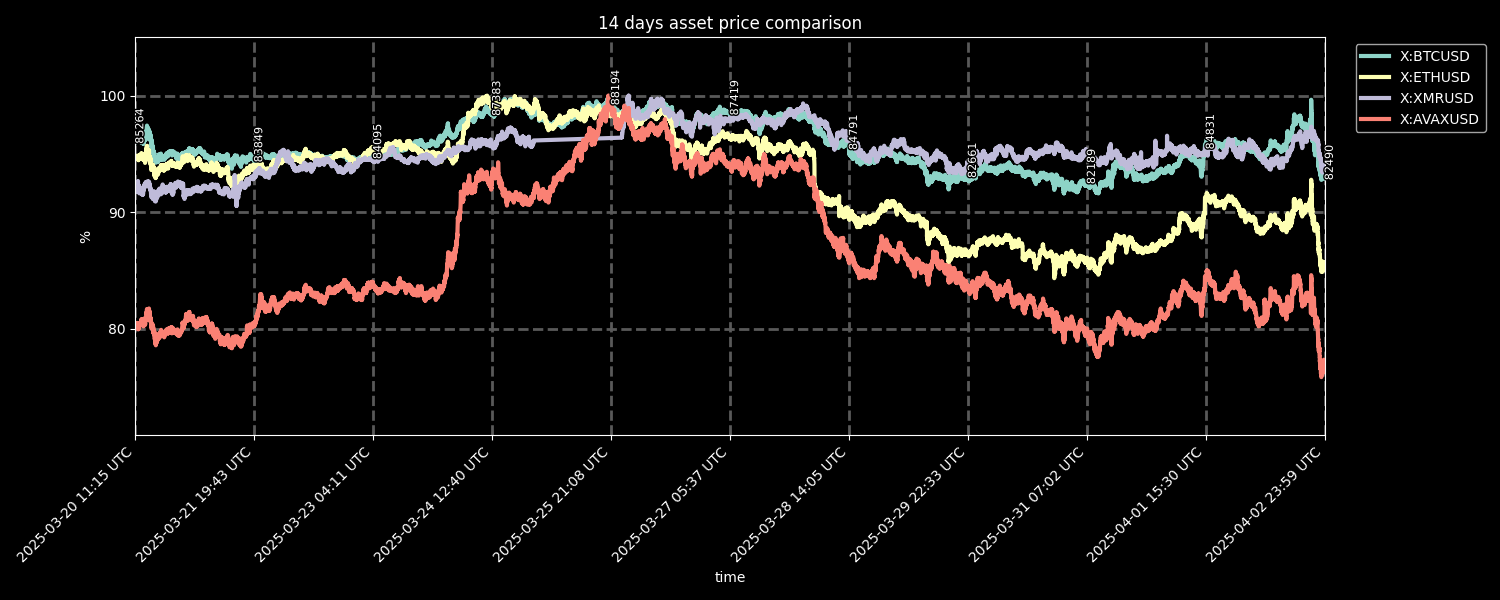 14 days asset price comparison
X:BTCUSD
X:ETHUSD
X:XMRUSD
X:AVAXUSD
100
90
80
%
85264
83849
84095
87383
88194
87419
84791
82661
82189
84831
82490
2025-03-20 11:15 UTC
2025-03-21 19:43 UTC
2025-03-23 04:11 UTC
2025-03-24 12:40 UTC
2025-03-25 21:08 UTC
2025-03-27 05:37 UTC
2025-03-28 14:05 UTC
2025-03-29 22:33 UTC
2025-03-31 07:02 UTC
2025-04-01 15:30 UTC
2025-04-02 23:59 UTC
time